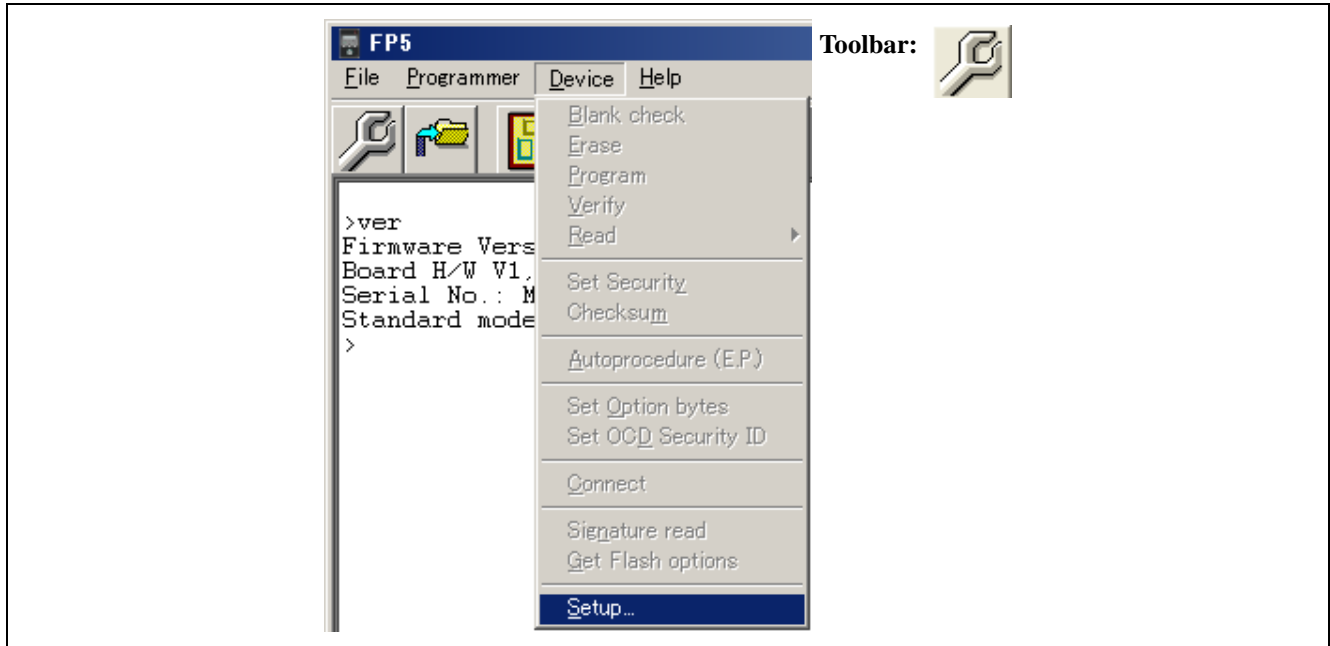 FP5
Toolbar:
File Programmer Device Help
Blank check
Erase
Program
Verify
Read
Set Security
Checksum
Autoprocedure (E.P.)
Set Option bytes
Set OCD Security ID
Connect
Signature read
Get Flash options
Setup...
>ver
Firmware Vers
Board H/W V1,
Serial No.: M
Standard mode
>